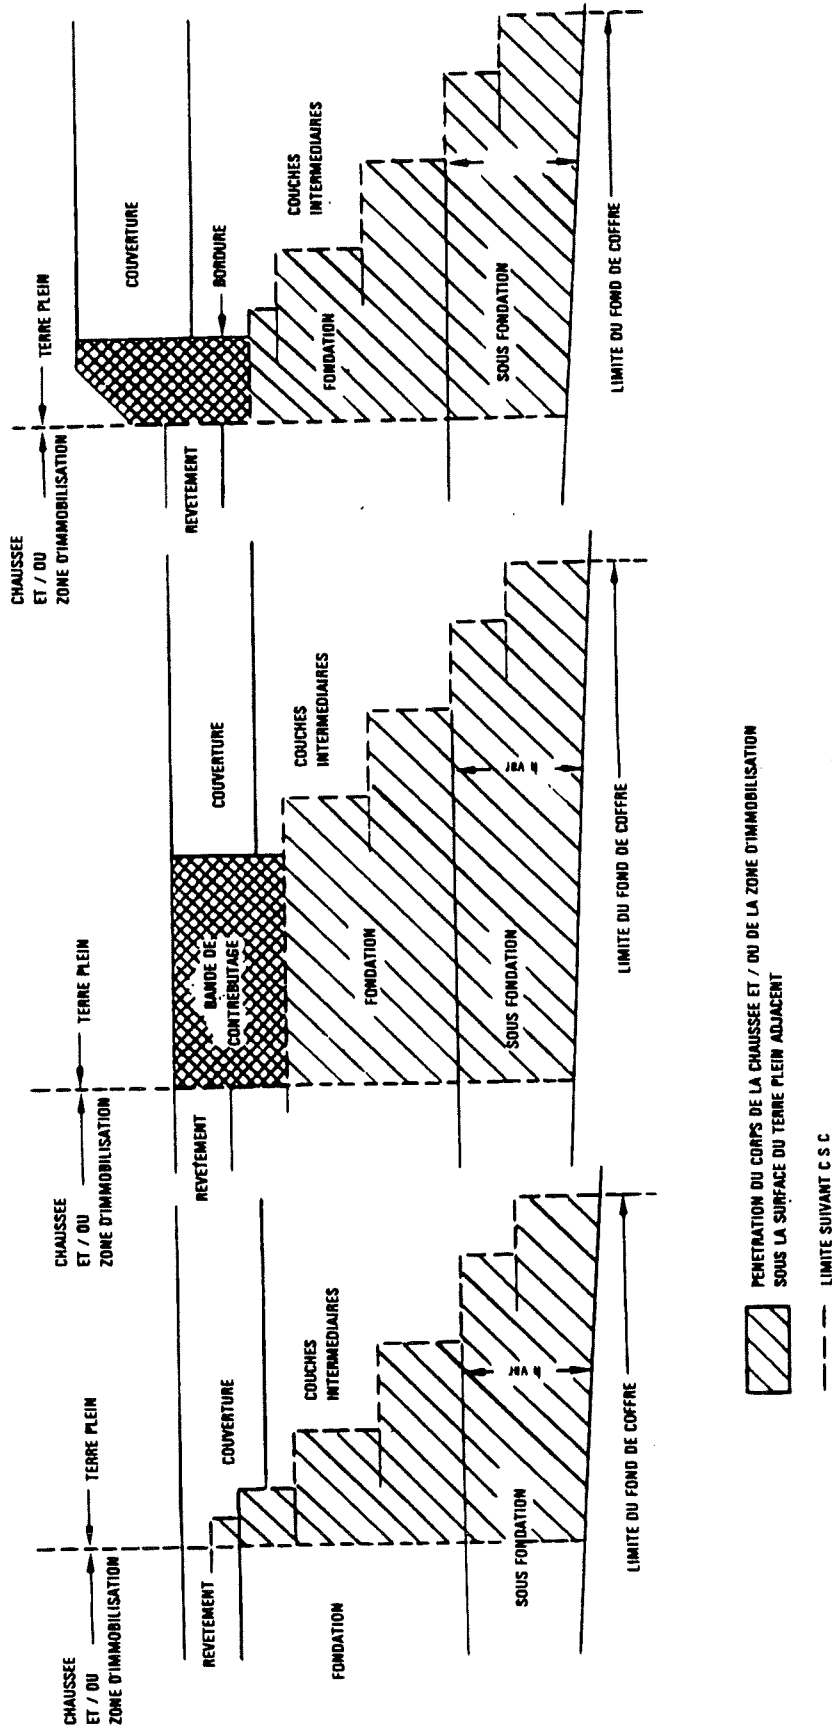 CHAUSSEE
ET / OU
ZONE D'IMMOBILISATION
TERRE PLEIN
REVETEMENT
COUVERTURE
COUCHES
INTERMEDIAIRES
FONDATION
SOUS FONDATION
h var
LIMITE DU FOND DE COFFRE
CHAUSSEE
ET / OU
ZONE D'IMMOBILISATION
TERRE PLEIN
REVETEMENT
BANDE DE
CONTREBUTAGE
COUVERTURE
COUCHES
INTERMEDIAIRES
FONDATION
SOUS FONDATION
h var
LIMITE DU FOND DE COFFRE
CHAUSSEE
ET / OU
ZONE D'IMMOBILISATION
TERRE PLEIN
REVETEMENT
COUVERTURE
BORDURE
COUCHES
INTERMEDIAIRES
FONDATION
SOUS FONDATION
LIMITE DU FOND DE COFFRE
PENETRATION DU CORPS DE LA CHAUSSEE ET / OU DE LA ZONE D'IMMOBILISATION
SOUS LA SURFACE DU TERRE PLEIN ADJACENT
LIMITE SUIVANT C S C